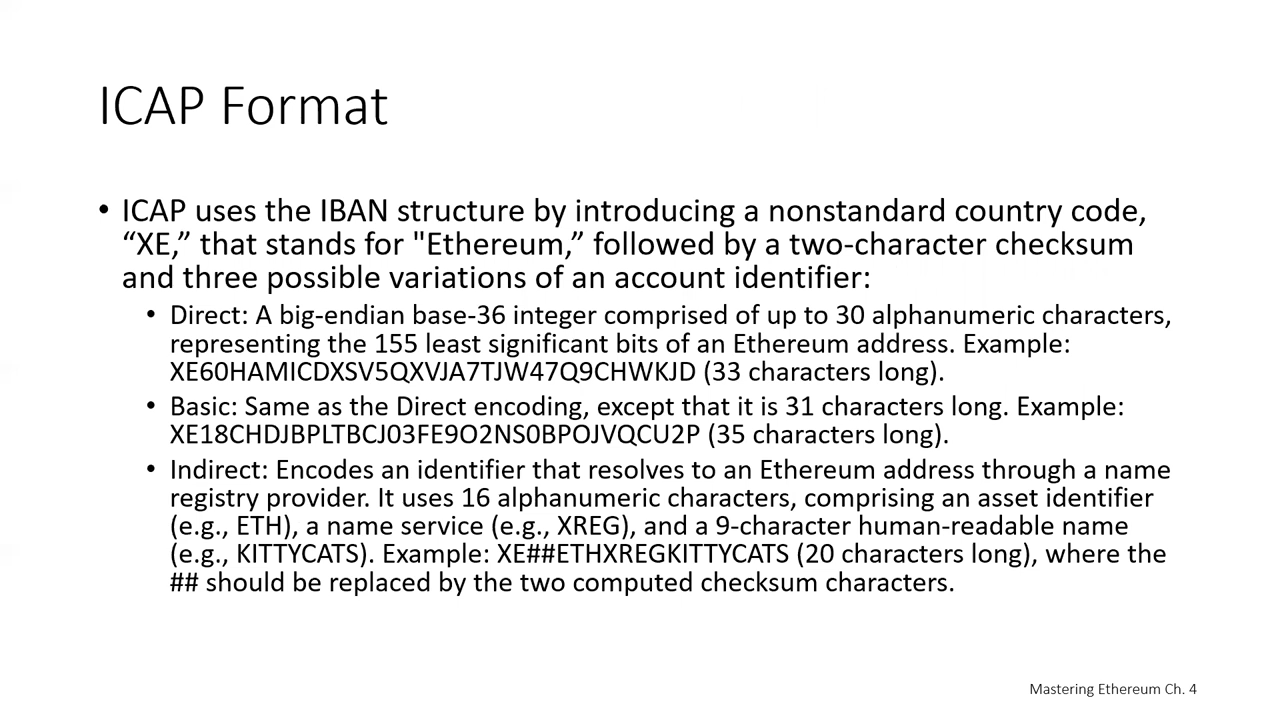 ICAP Format
• ICAP uses the IBAN structure by introducing a nonstandard country code,
“XE,” that stands for "Ethereum,” followed by a two-character checksum
and three possible variations of an account identifier:
• Direct: A big-endian base-36 integer comprised of up to 30 alphanumeric characters,
representing the 155 least significant bits of an Ethereum address. Example:
XE60HAMICDXSV5QXVJA7TJW47Q9CHWKJD (33 characters long).
• Basic: Same as the Direct encoding, except that it is 31 characters long. Example:
XE18CHDJBPLTBCJ03FE9O2NS0BPOJVQCU2P (35 characters long).
• Indirect: Encodes an identifier that resolves to an Ethereum address through a name
registry provider. It uses 16 alphanumeric characters, comprising an asset identifier
(e.g., ETH), a name service (e.g., XREG), and a 9-character human-readable name
(e.g., KITTYCATS). Example: XE##ETHXREGKITTYCATS (20 characters long), where the
## should be replaced by the two computed checksum characters.
Mastering Ethereum Ch. 4